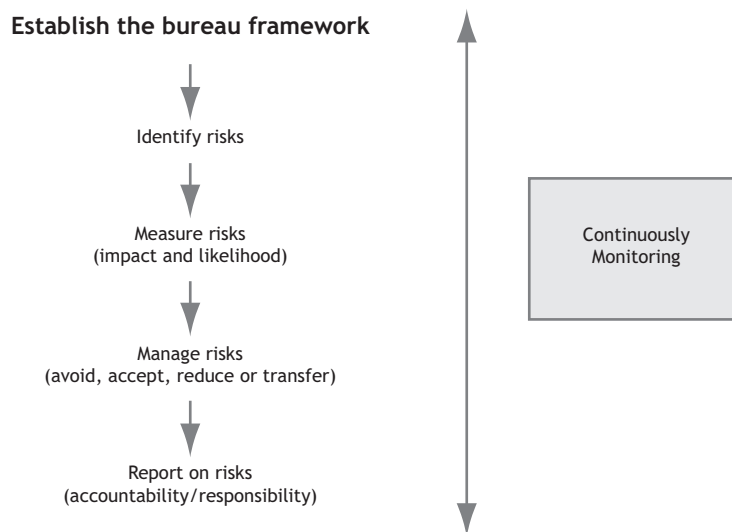 Establish the bureau framework
Identify risks
Measure risks
(impact and likelihood)
Continuously
Monitoring
Manage risks
(avoid, accept, reduce or transfer)
Report on risks
(accountability/responsibility)